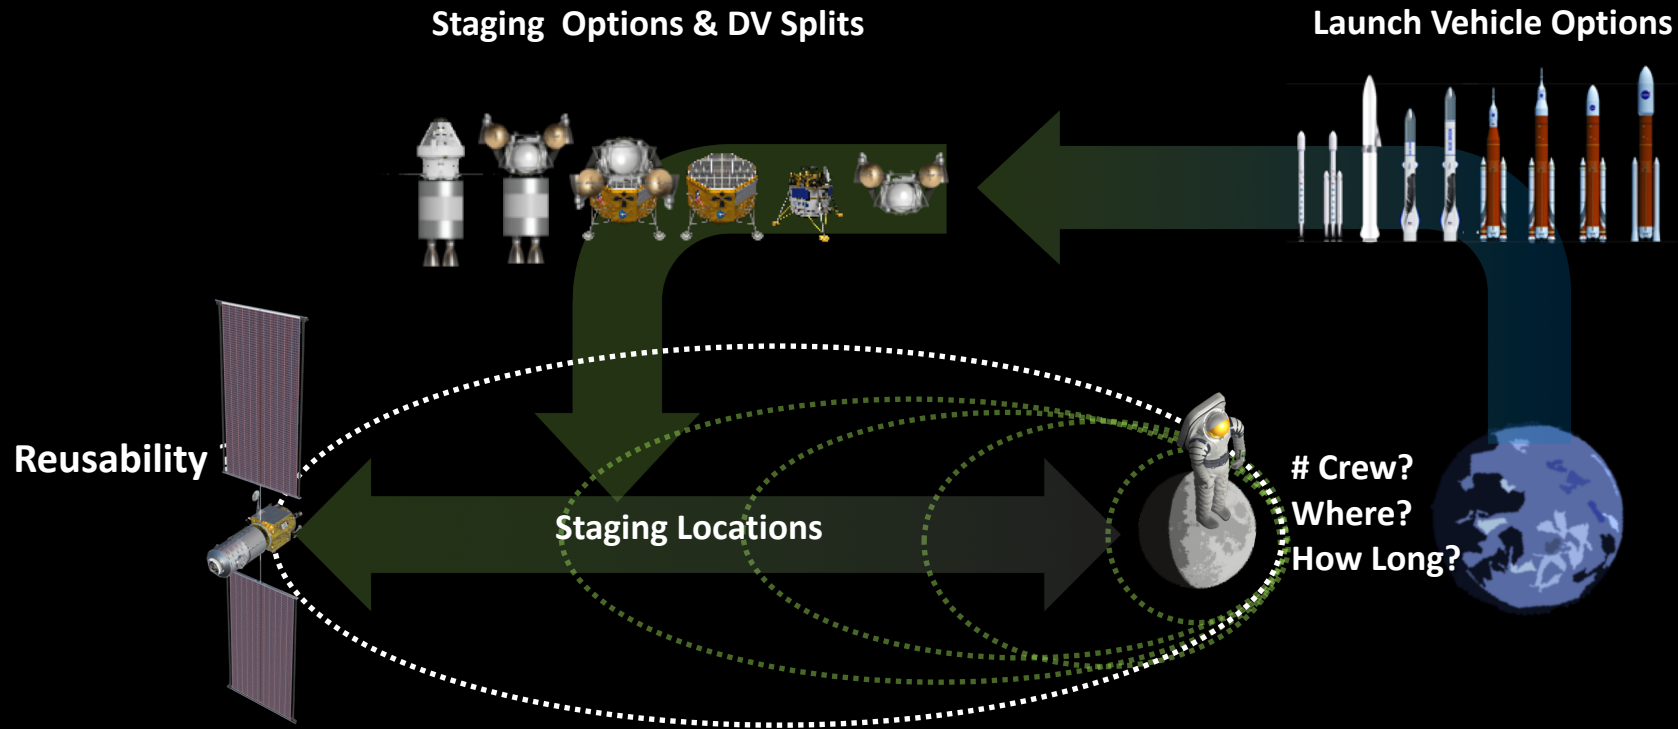 Staging Options & DV Splits
Launch Vehicle Options
Reusability
Staging Locations
# Crew?
Where?
How Long?